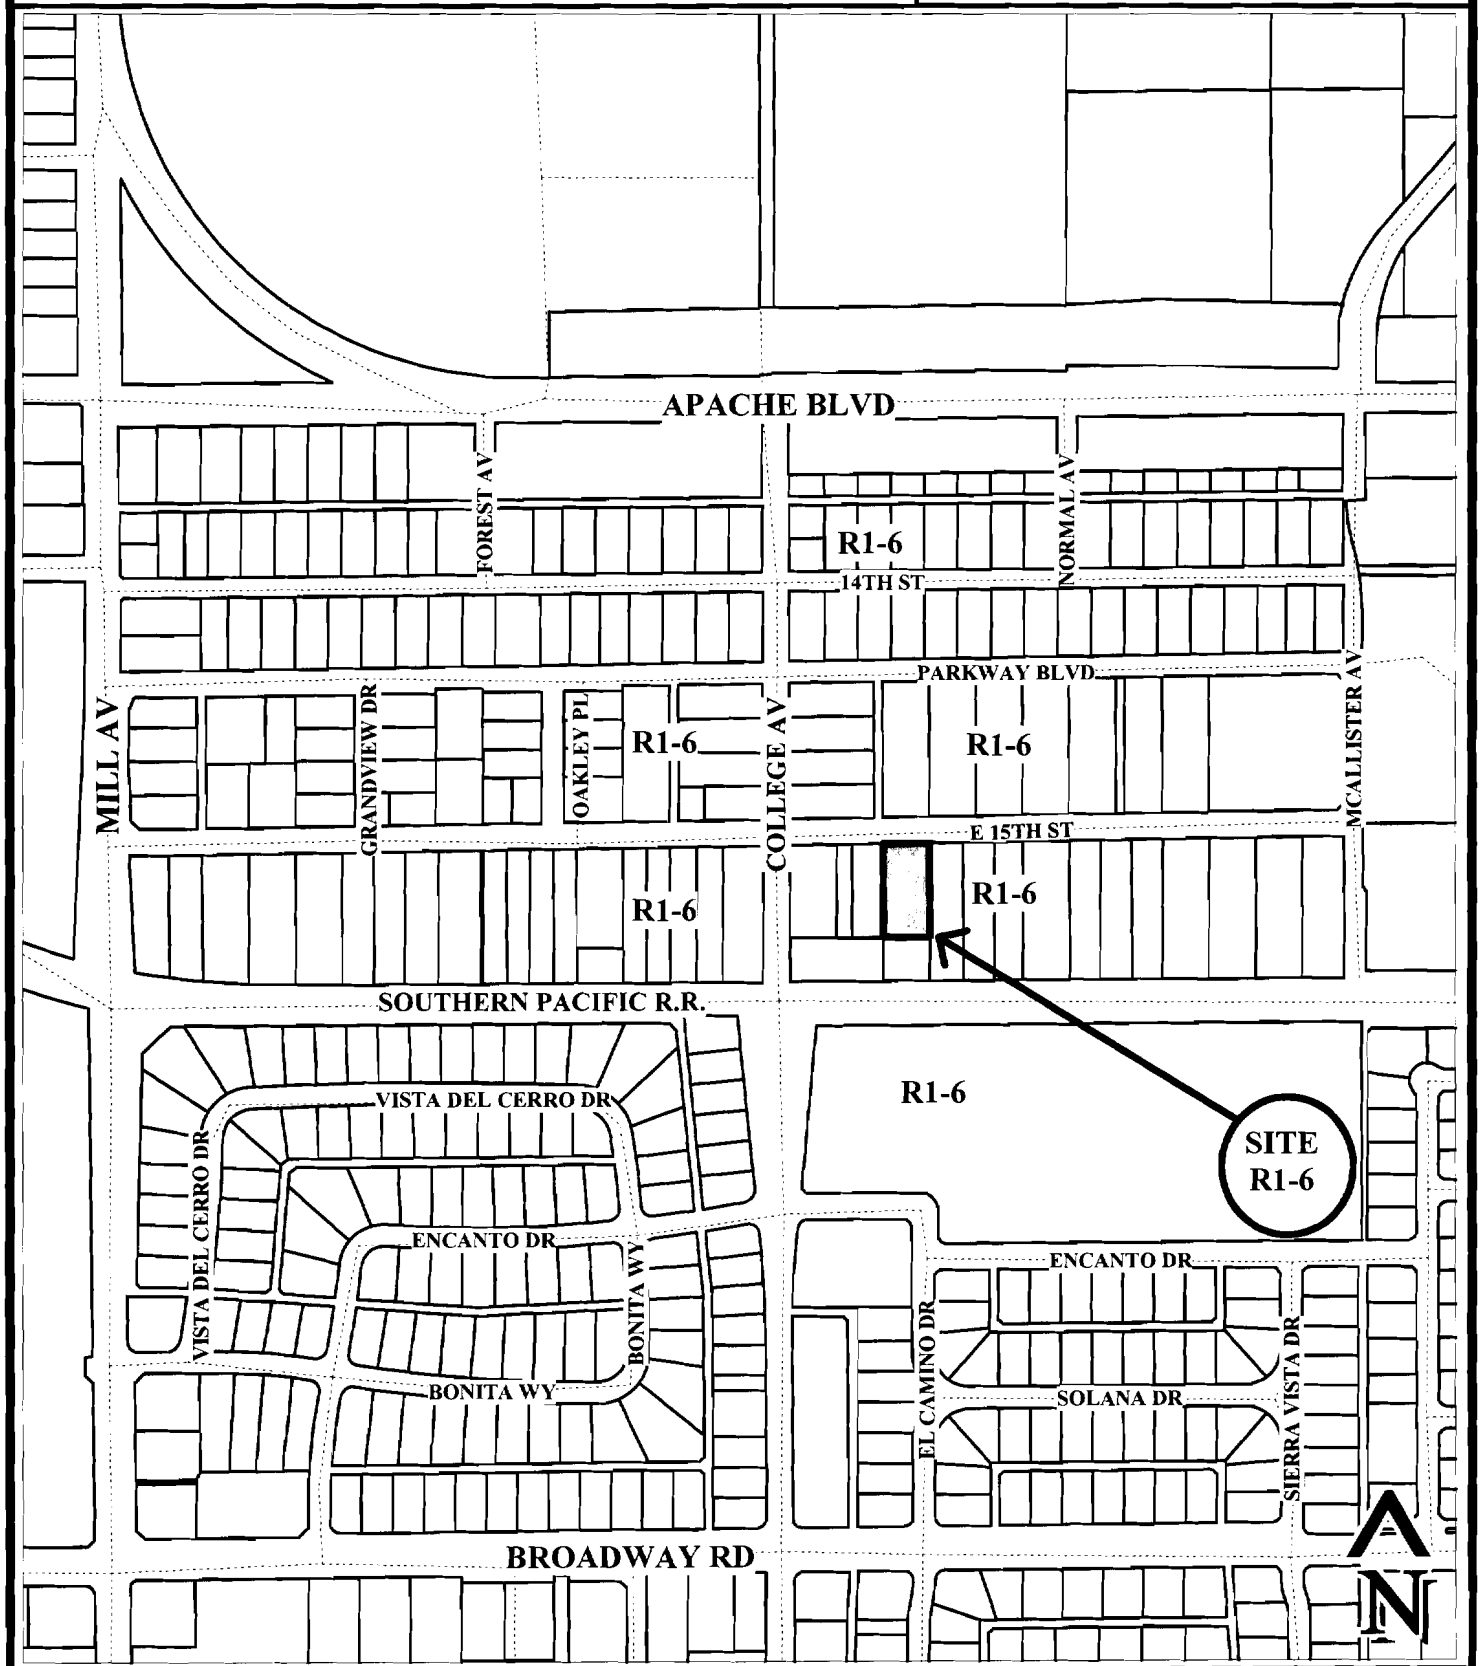 APACHE BLVD
FOREST AV
NORMAL AV
R1-6
14TH ST
PARKWAY BLVD
MILL AV
GRANDVIEW DR
OAKLEY PL
R1-6
COLLEGE AV
R1-6
MCALLISTER AV
E 15TH ST
R1-6
R1-6
SOUTHERN PACIFIC R.R.
R1-6
VISTA DEL CERRO DR
VISTA DEL CERRO DR
SITE
R1-6
ENCANTO DR
ENCANTO DR
BONITA WY
EL CAMINO DR
SIERRA VISTA DR
BONITA WY
SOLANA DR
BROADWAY RD
N